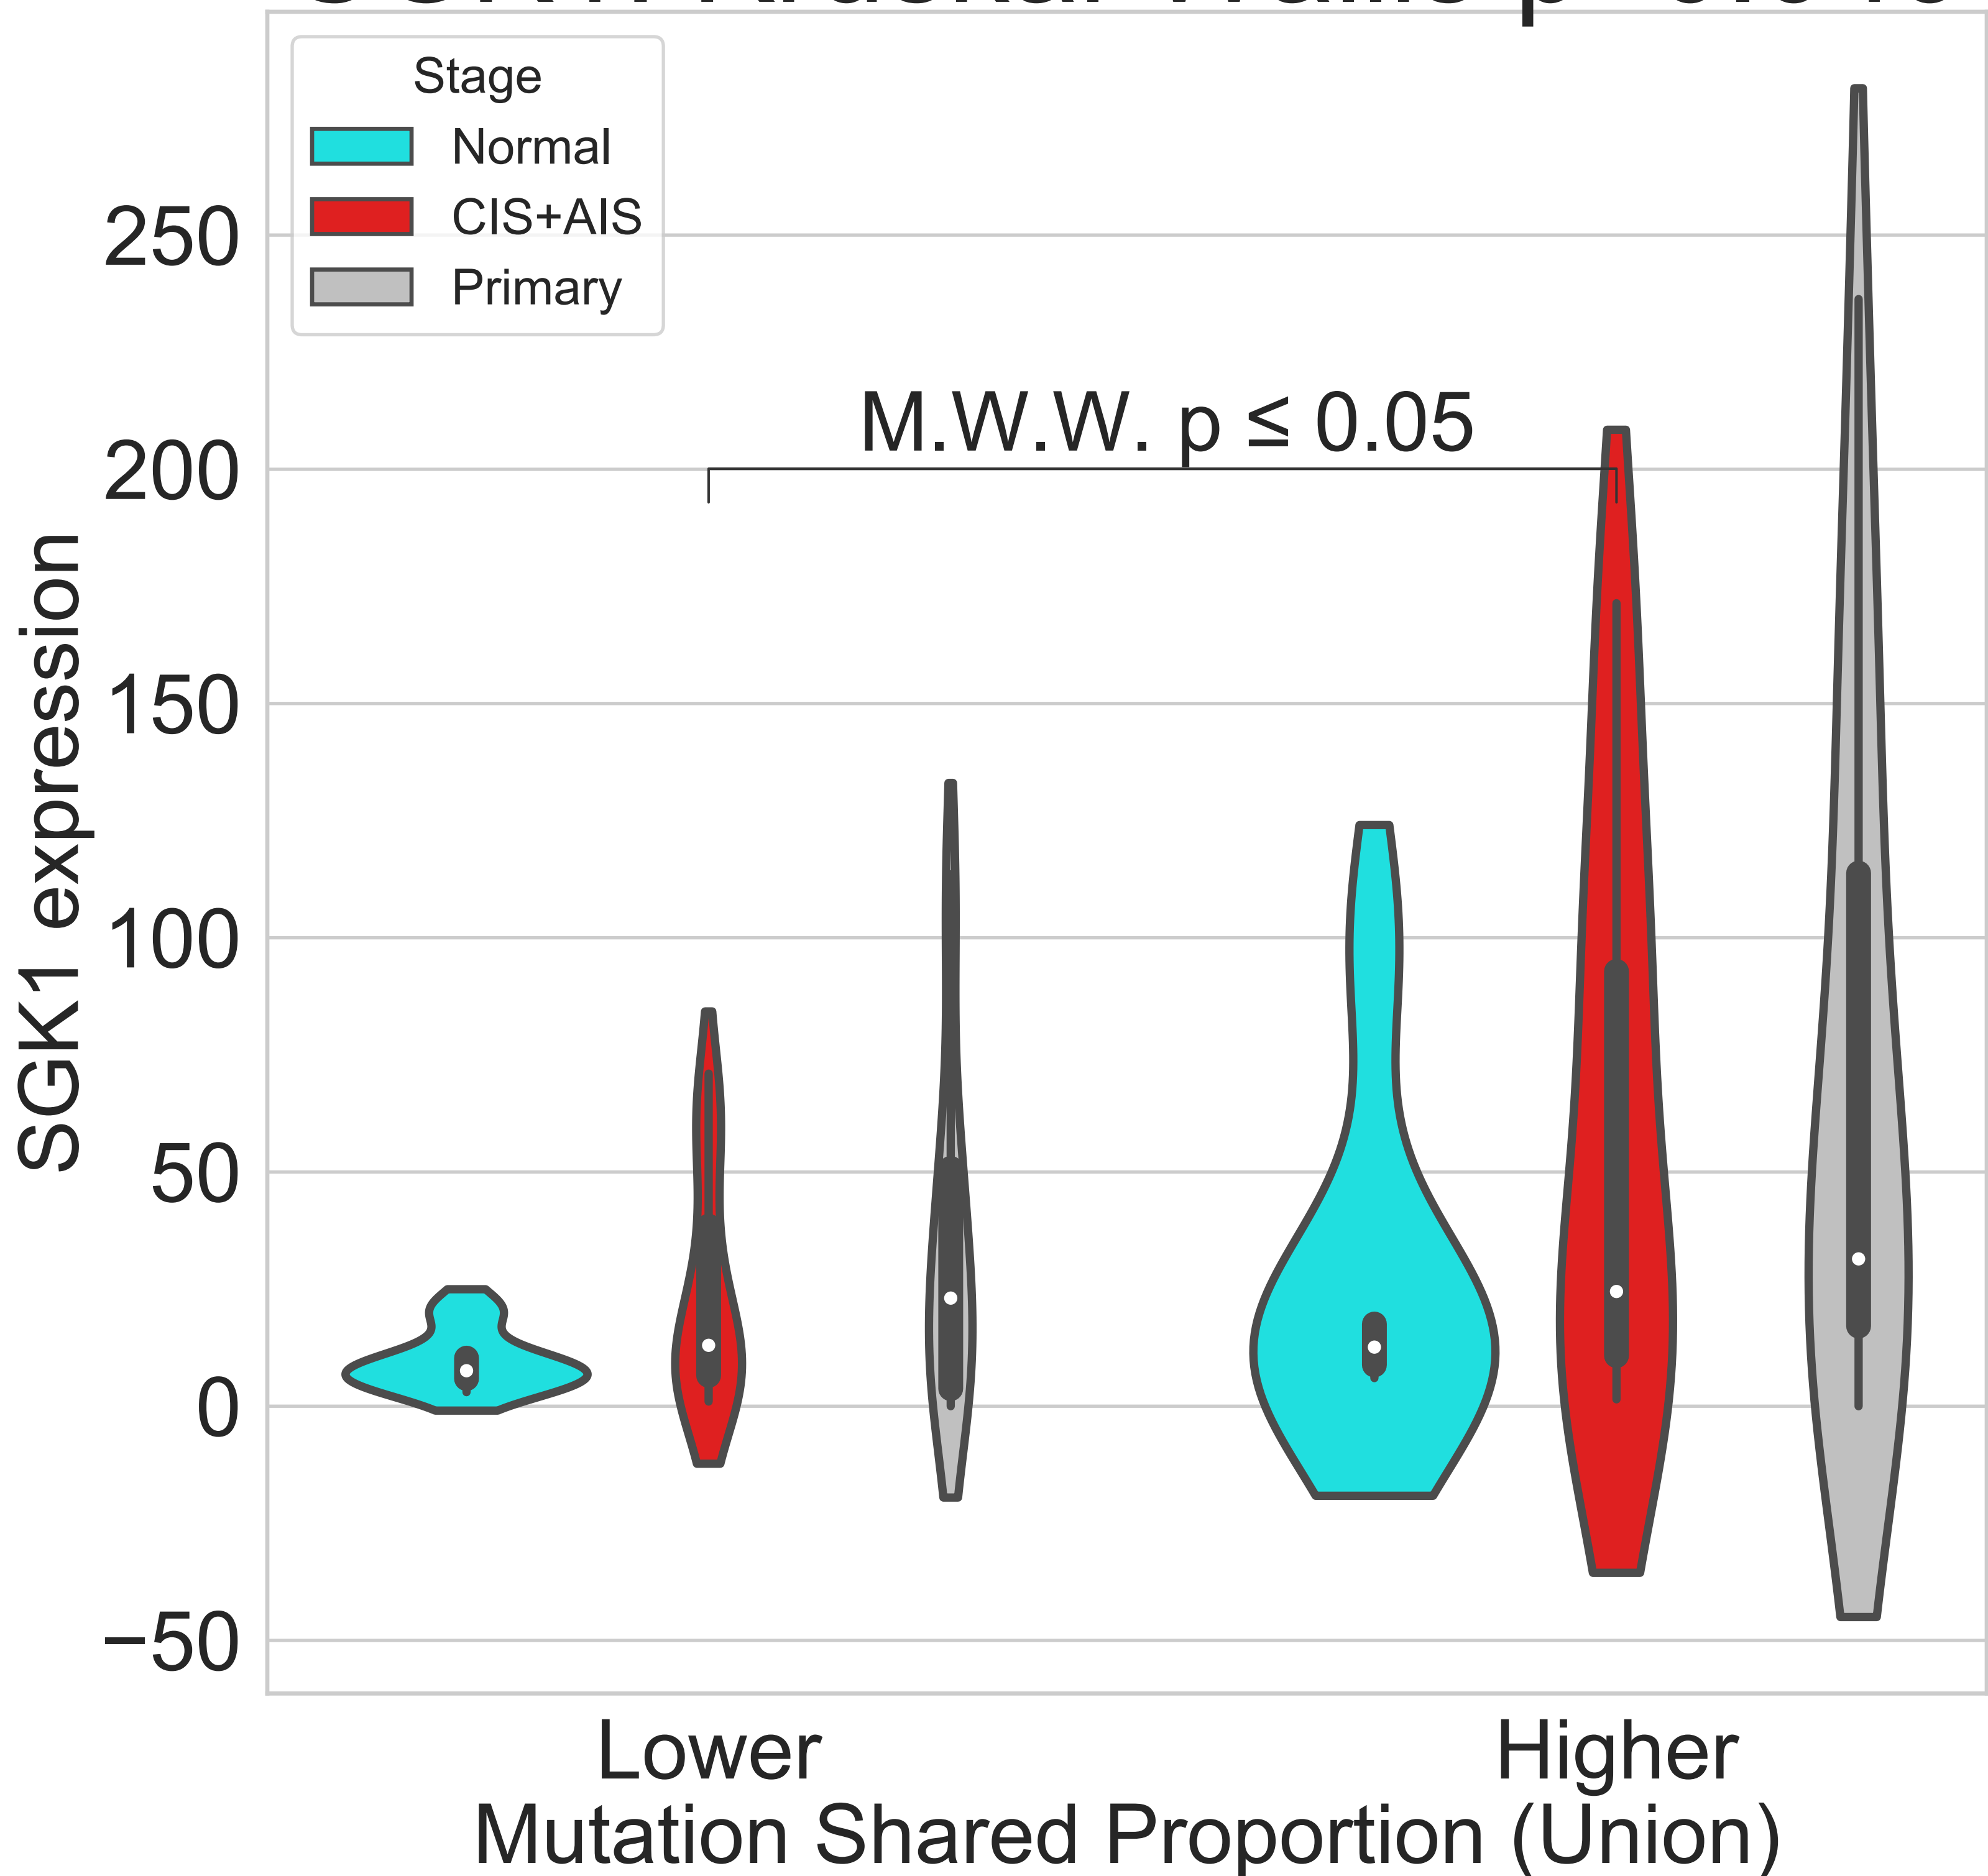 Stage
Normal
CIS+AIS
Primary
M.W.W. p ≤ 0.05
250
200
150
100
50
0
−50
SGK1 expression
Lower
Higher
Mutation Shared Proportion (Union)